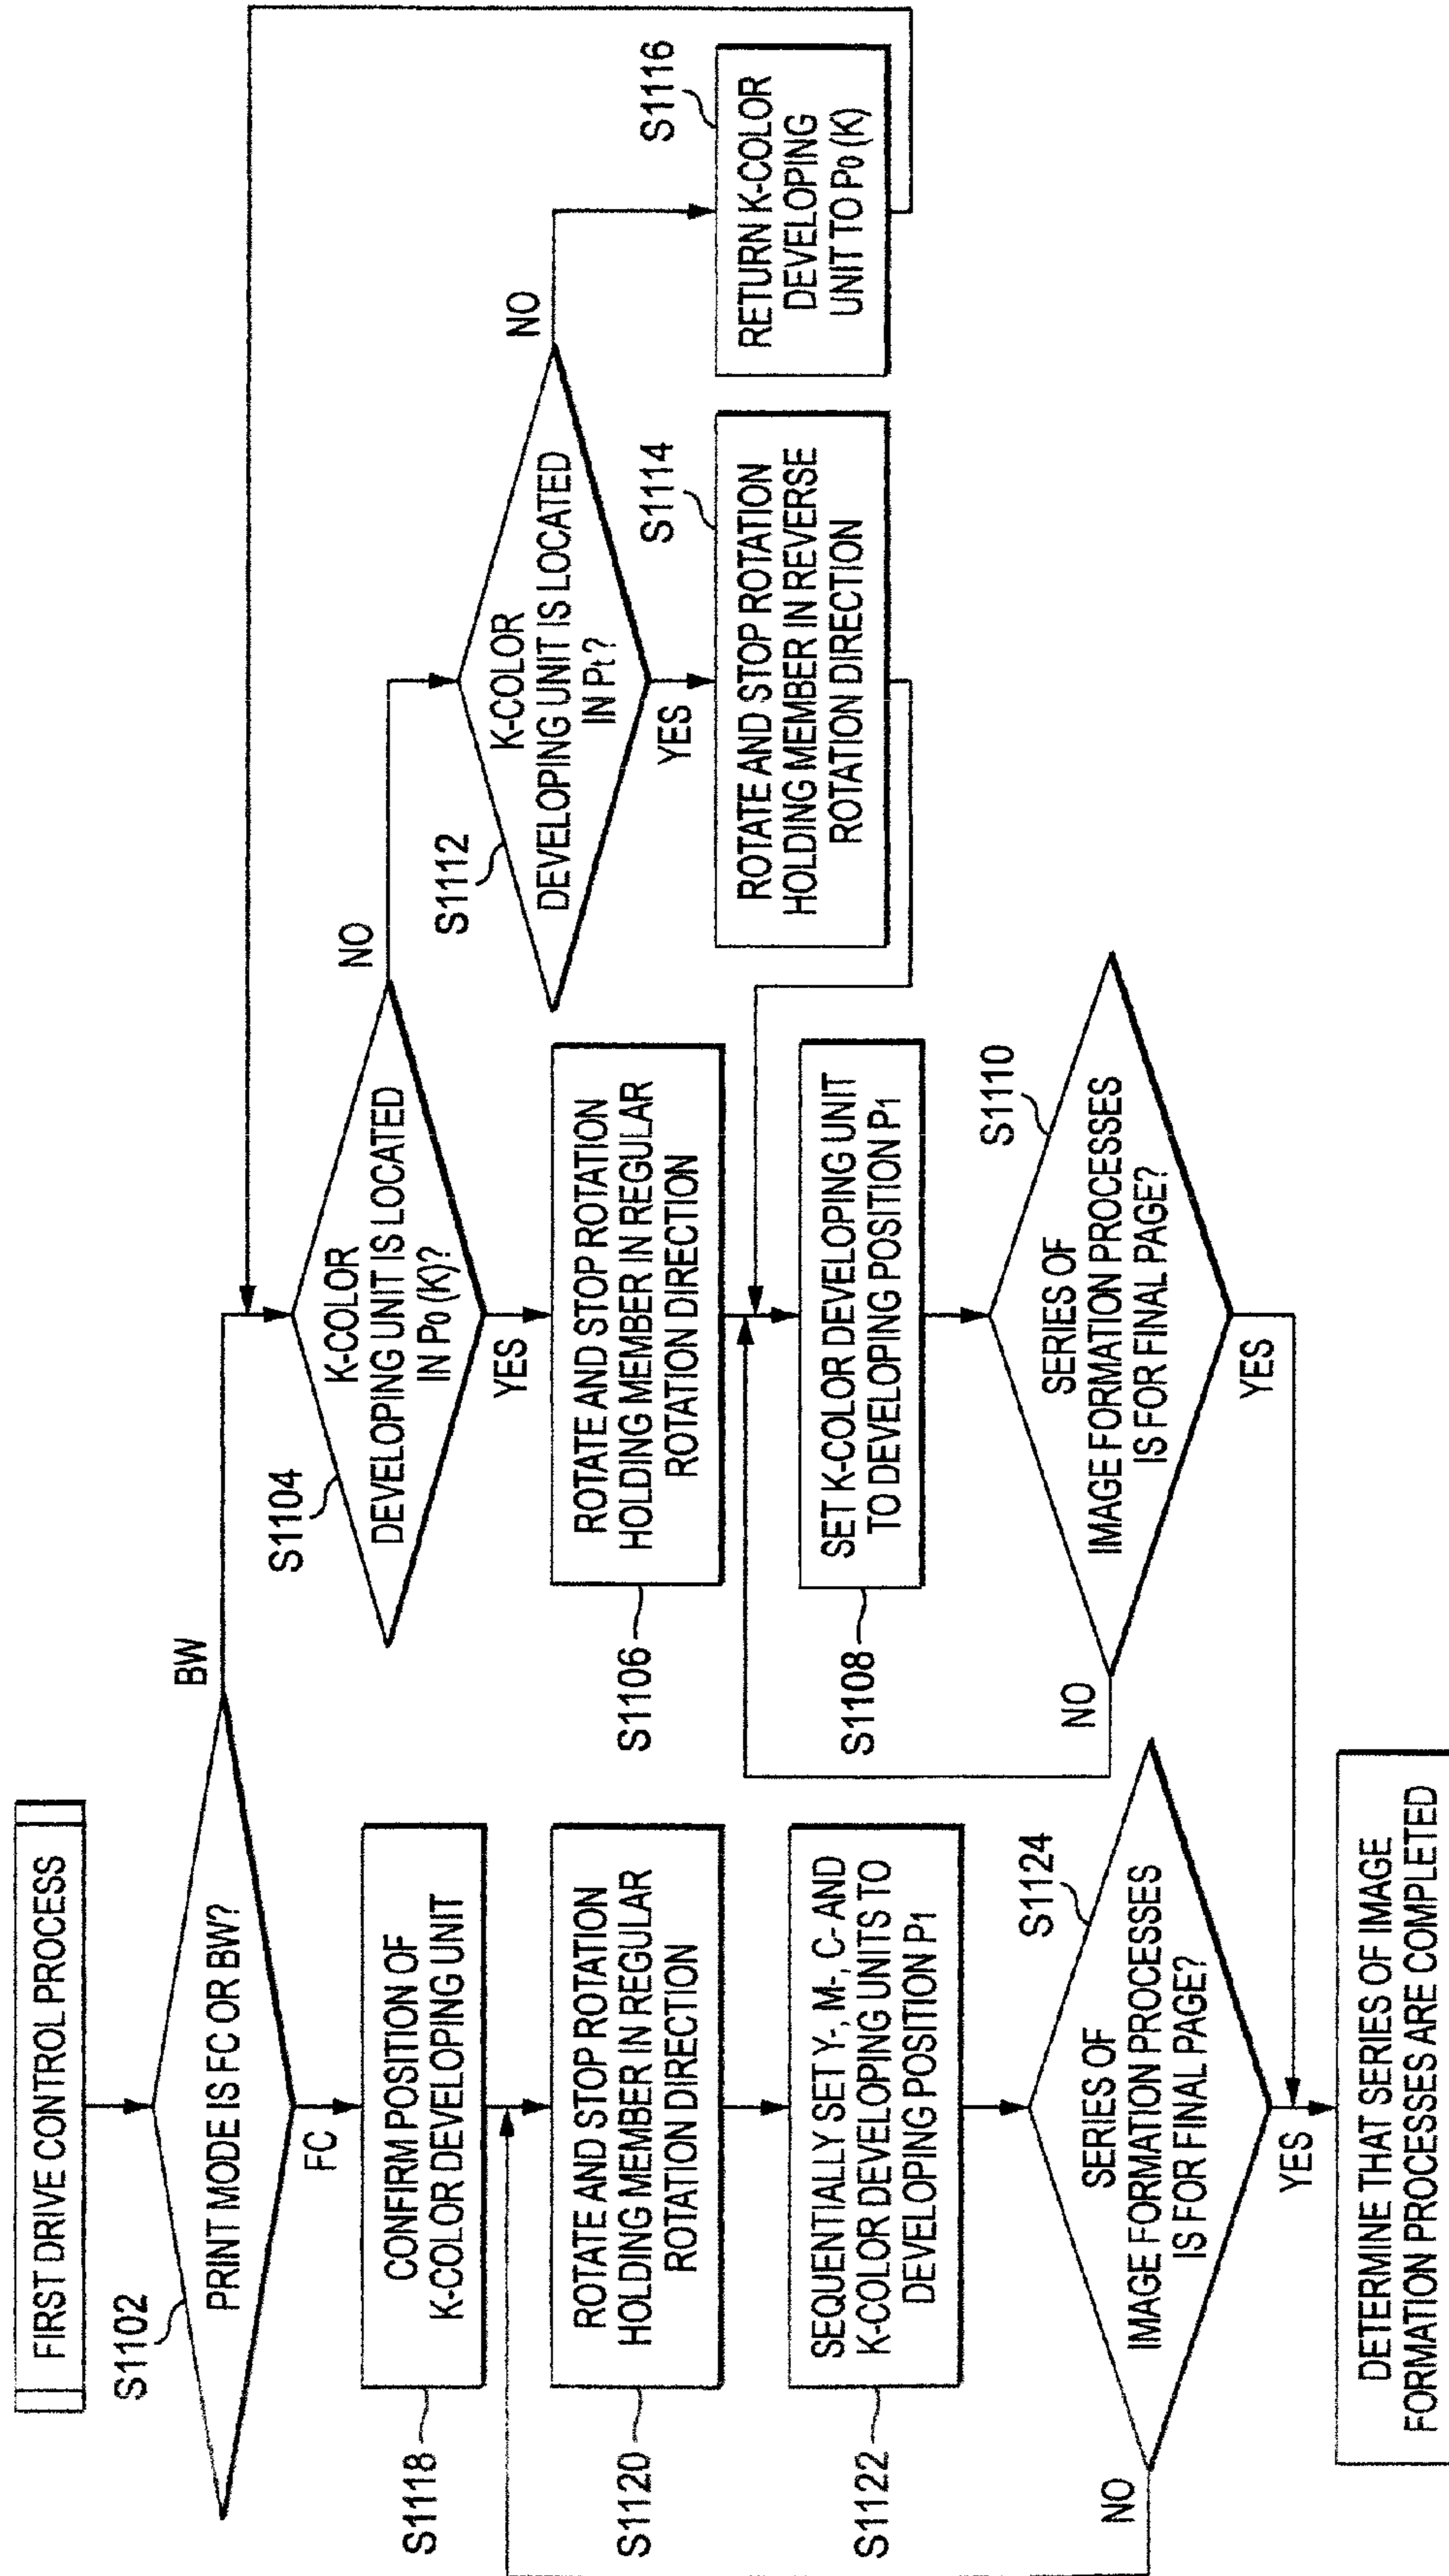 FIRST DRIVE CONTROL PROCESS
S1102
PRINT MODE IS FC OR BW?
BW
FC
S1118
CONFIRM POSITION OF
K-COLOR DEVELOPING UNIT
S1120
ROTATE AND STOP ROTATION
HOLDING MEMBER IN REGULAR
ROTATION DIRECTION
S1122
SEQUENTIALLY SET Y-, M-, C- AND
K-COLOR DEVELOPING UNITS TO
DEVELOPING POSITION P1
S1124
SERIES OF
IMAGE FORMATION PROCESSES
IS FOR FINAL PAGE?
NO
YES
DETERMINE THAT SERIES OF IMAGE
FORMATION PROCESSES ARE COMPLETED
S1104
K-COLOR
DEVELOPING UNIT IS LOCATED
IN P0 (K)?
NO
YES
S1106
ROTATE AND STOP ROTATION
HOLDING MEMBER IN REGULAR
ROTATION DIRECTION
S1108
SET K-COLOR DEVELOPING UNIT
TO DEVELOPING POSITION P1
S1110
SERIES OF
IMAGE FORMATION PROCESSES
IS FOR FINAL PAGE?
NO
YES
S1112
K-COLOR
DEVELOPING UNIT IS LOCATED
IN Pt?
NO
YES
S1114
ROTATE AND STOP ROTATION
HOLDING MEMBER IN REVERSE
ROTATION DIRECTION
S1116
RETURN K-COLOR
DEVELOPING
UNIT TO P0 (K)